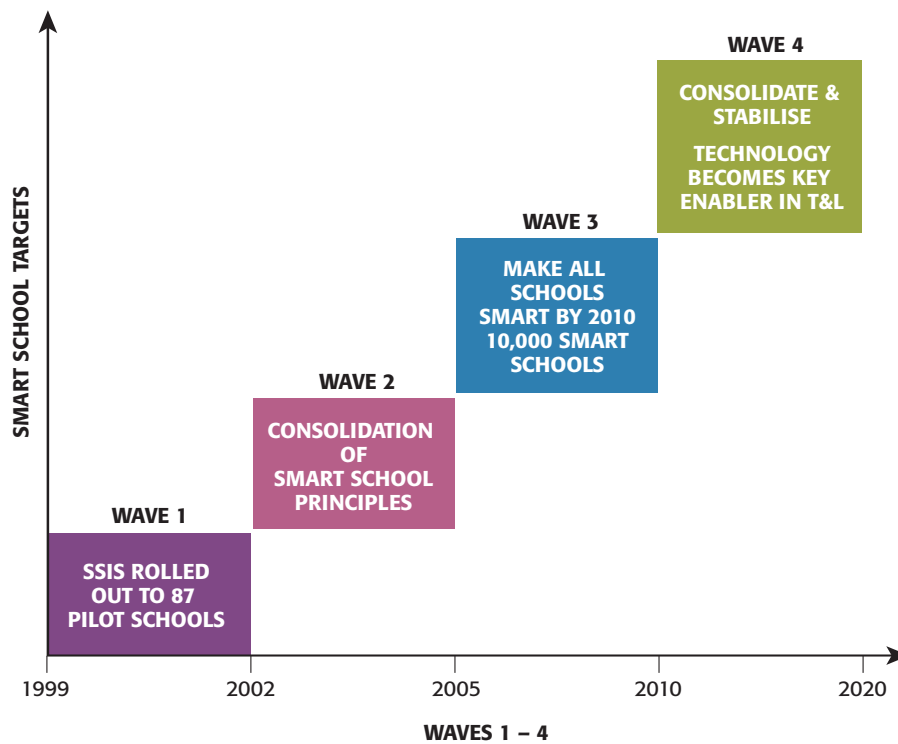 WAVE 4
CONSOLIDATE &
STABILISE
TECHNOLOGY
BECOMES KEY
ENABLER IN T&L
WAVE 3
MAKE ALL
SCHOOLS
SMART BY 2010
10,000 SMART
SCHOOLS
WAVE 2
CONSOLIDATION
OF
SMART SCHOOL
PRINCIPLES
WAVE 1
SSIS ROLLED
OUT TO 87
PILOT SCHOOLS
SMART SCHOOL TARGETS
1999 2002 2005 2010 2020
WAVES 1 – 4